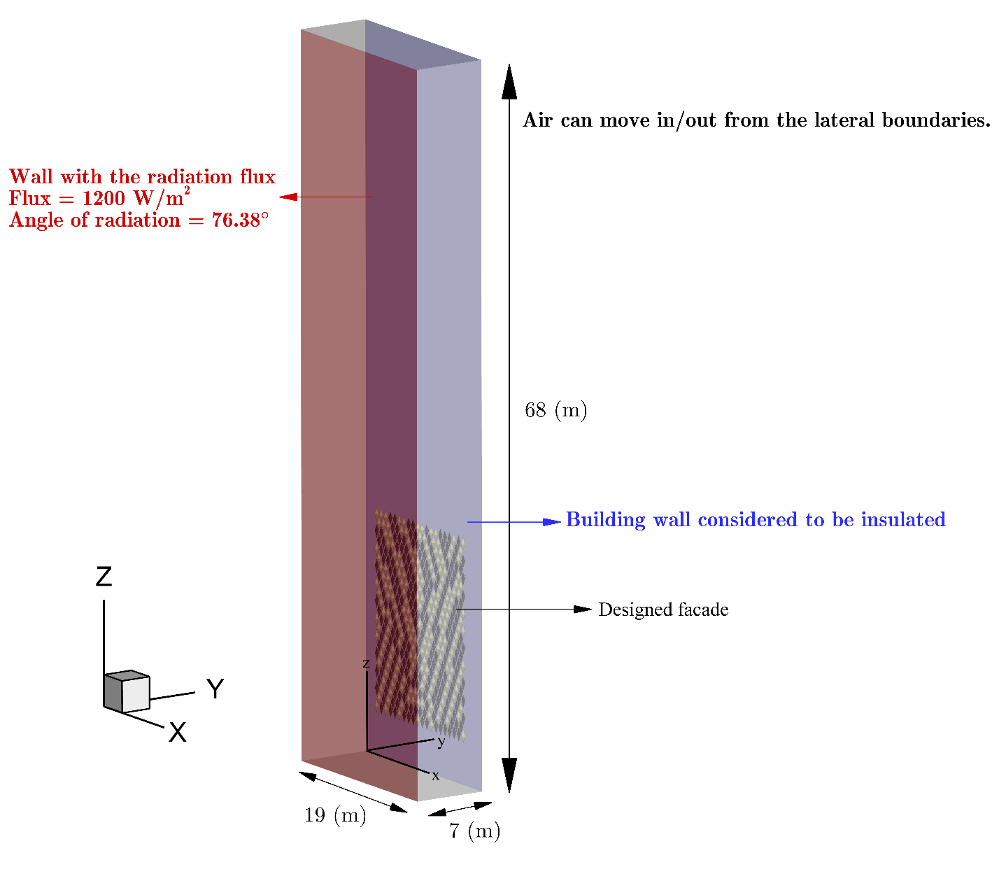 Air can move in/out from the lateral boundaries.
Wall with the radiation flux
Flux = 1200 W/m²
Angle of radiation = 76.38°
68 (m)
Building wall considered to be insulated
Designed facade
Z
Y
X
z
y
x
19 (m)
7 (m)